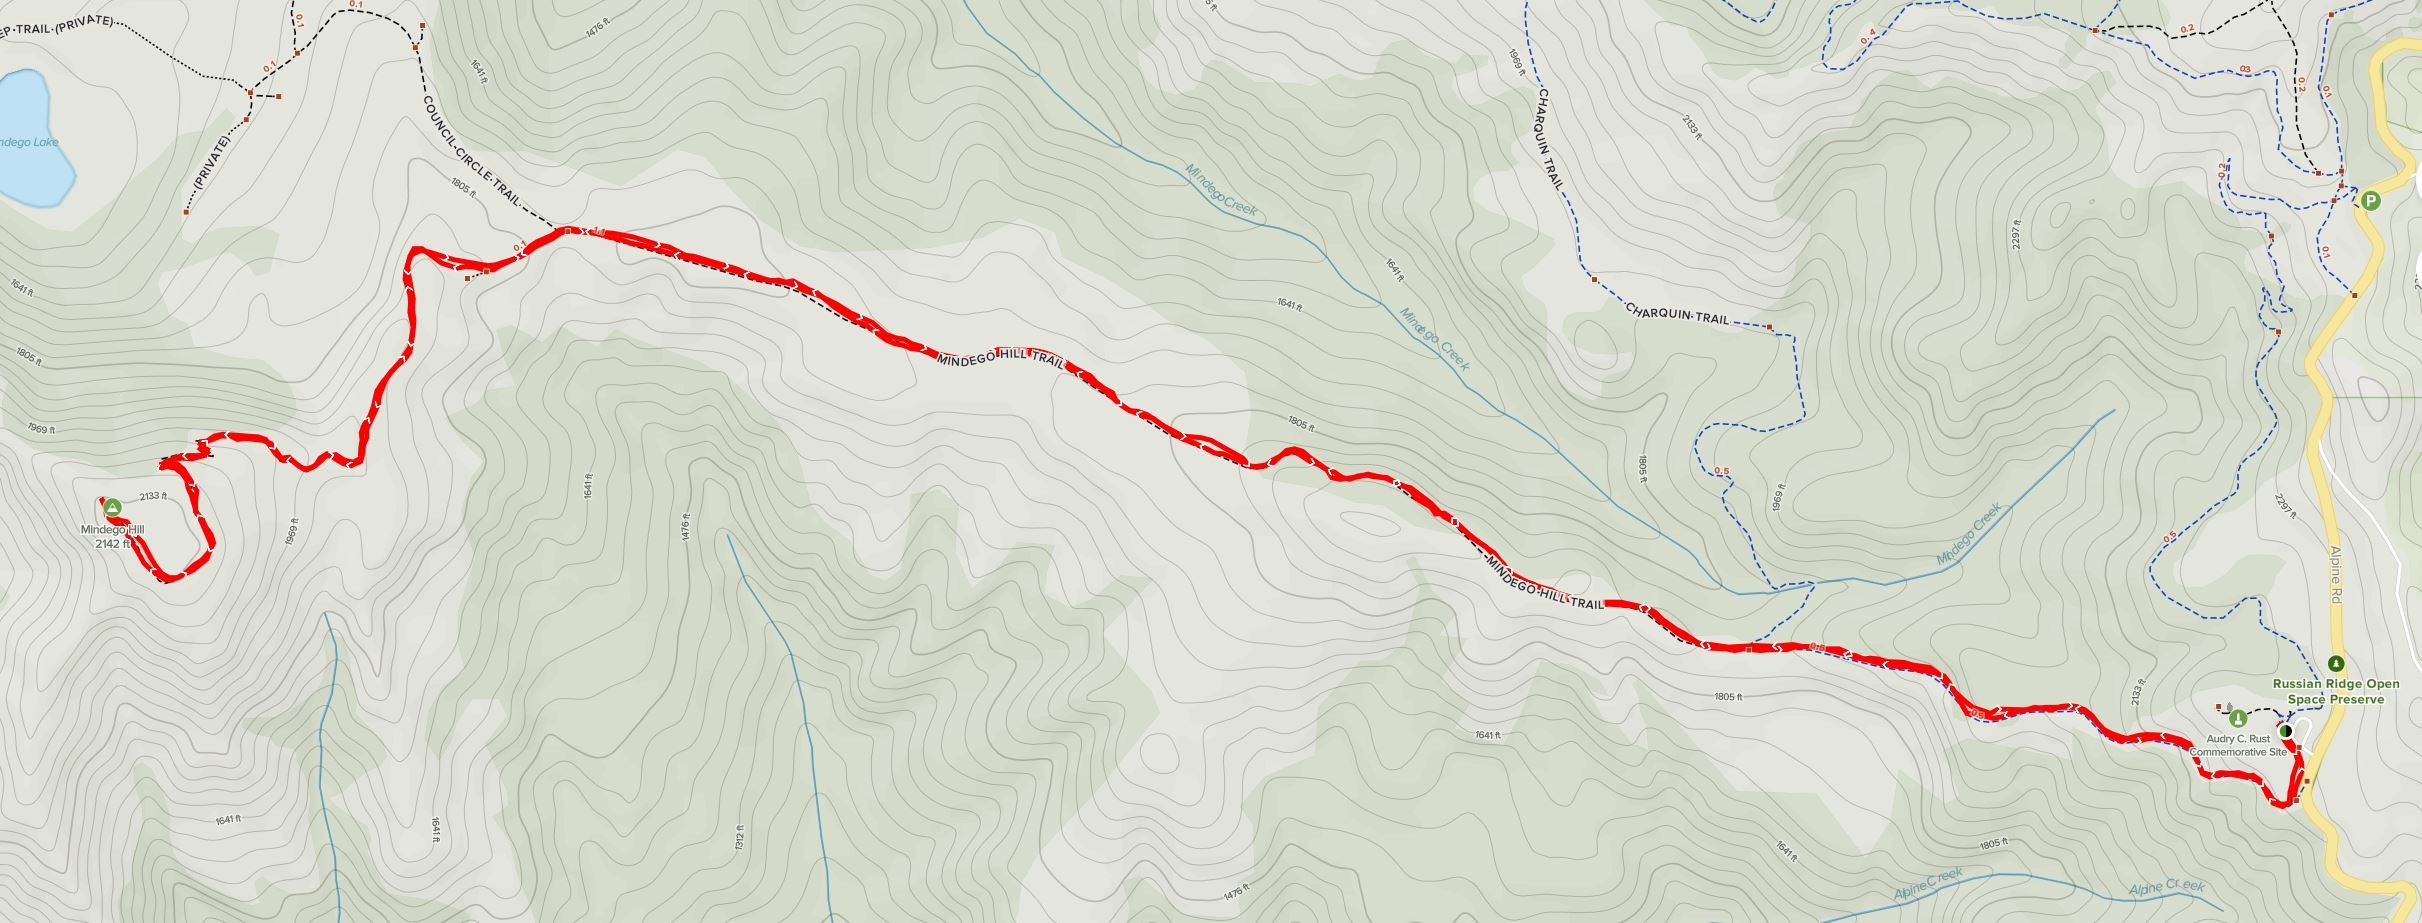 EP·TRAIL·(PRIVATE)
0.1
0.1
0.1
1476 ft
1641 ft
ndego Lake
(PRIVATE)
COUNCIL·CIRCLE·TRAIL
1805 ft
0.1
1641 ft
1805 ft
1969 ft
2133 ft
Mindego Hill
2142 ft
1969 ft
1641 ft
1641 ft
1641 ft
1476 ft
1312 ft
MINDEGO HILL TRAIL
Mindego Creek
1641 ft
1641 ft
Mindego Creek
1805 ft
1969 ft
CHARQUIN·TRAIL
CHARQUIN·TRAIL
2133 ft
1805 ft
0.5
1969 ft
Mindego Creek
2297 ft
0.4
0.2
03
0.2
0.1
0.2
0.1
P
2297 ft
0.5
Alpine Rd
MINDEGO·HILL·TRAIL
0.5
1805 ft
2133 ft
Russian Ridge Open
Space Preserve
Audry C. Rust
Commemorative Site
1641 ft
1476 ft
1641 ft
1805 ft
Alpine Creek
Alpine Creek